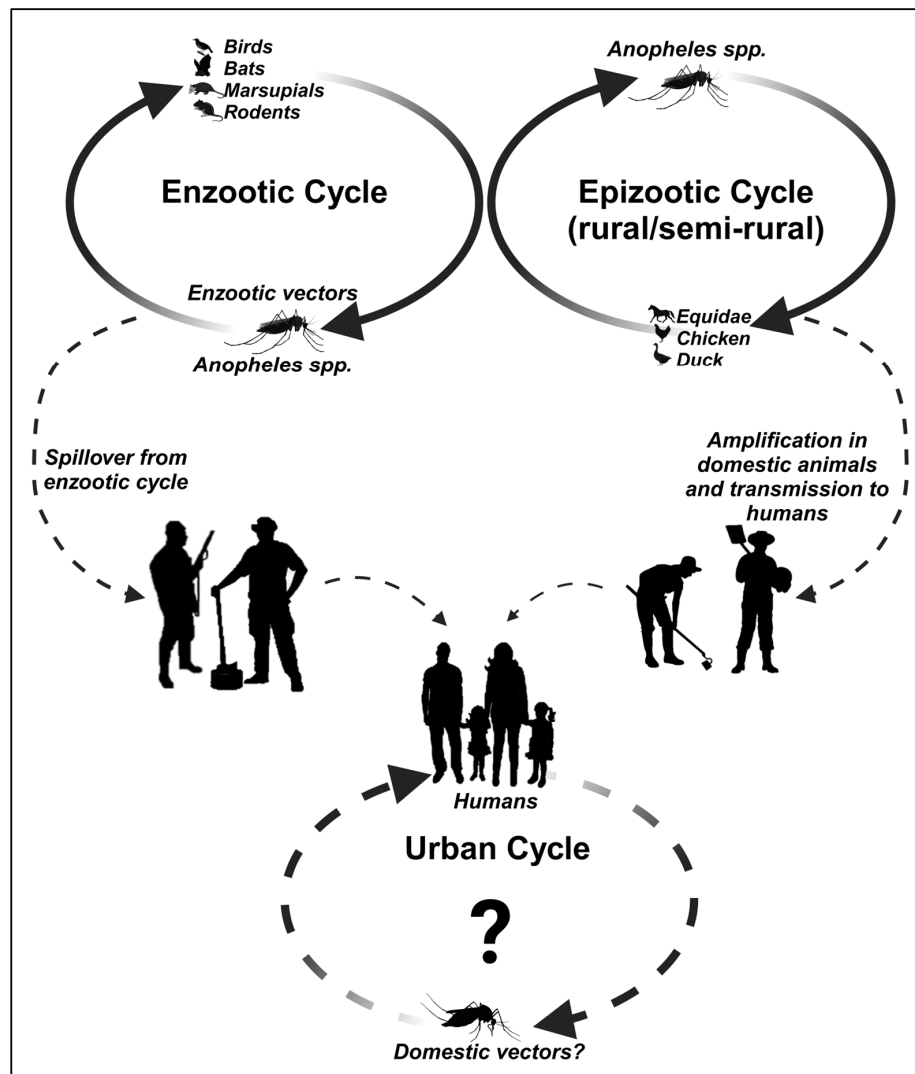 Birds
Bats
Marsupials
Rodents
Enzootic Cycle
Enzootic vectors
Anopheles spp.
Anopheles spp.
Epizootic Cycle
(rural/semi-rural)
Equidae
Chicken
Duck
Spillover from
enzootic cycle
Amplification in
domestic animals
and transmission to
humans
Humans
Urban Cycle
?
Domestic vectors?